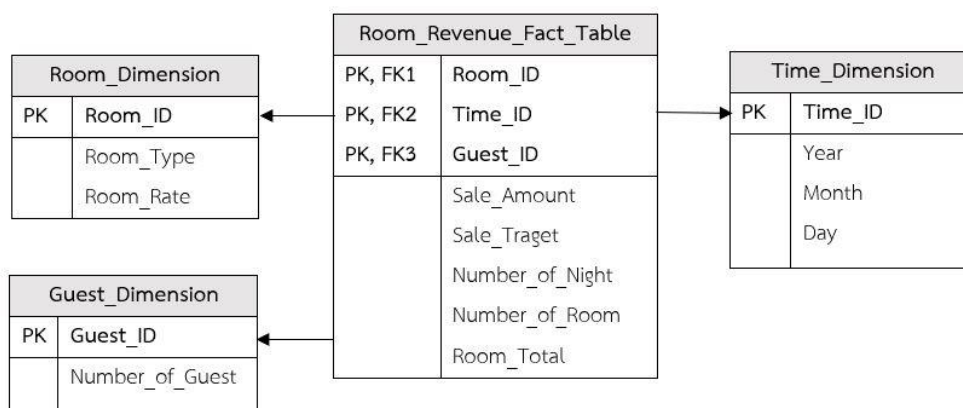 Room_Revenue_Fact_Table
PK, FK1 Room_ID
PK, FK2 Time_ID
PK, FK3 Guest_ID
Sale_Amount
Sale_Traget
Number_of_Night
Number_of_Room
Room_Total
Room_Dimension
PK Room_ID
Room_Type
Room_Rate
Time_Dimension
PK Time_ID
Year
Month
Day
Guest_Dimension
PK Guest_ID
Number_of_Guest